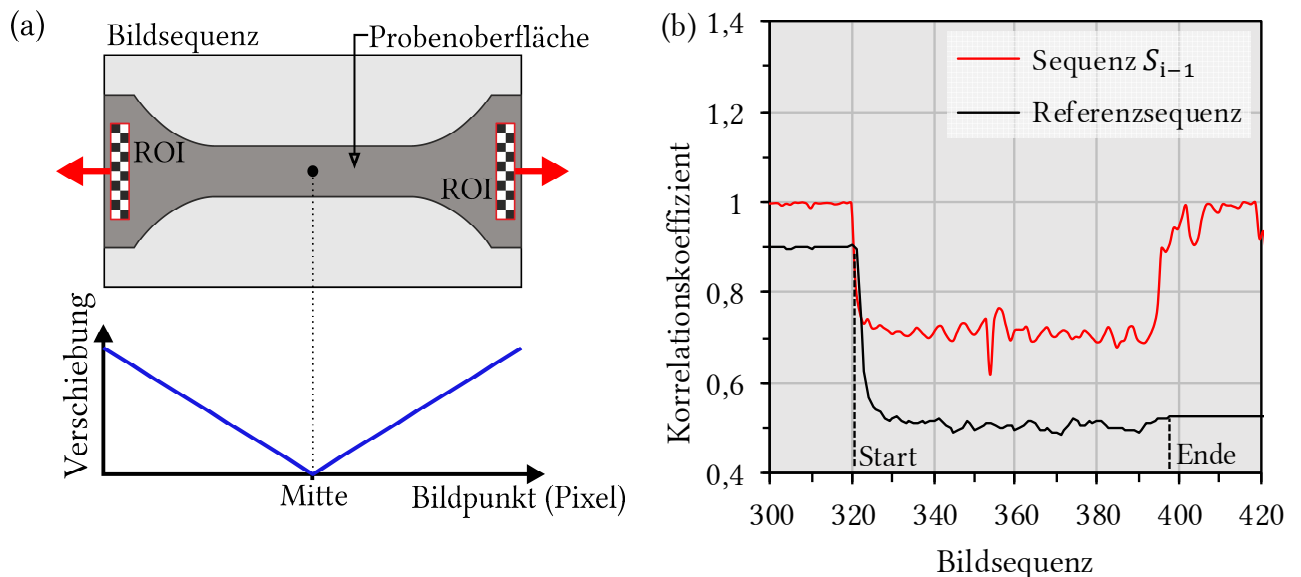 (a)
Bildsequenz
Probenoberfläche
ROI
ROI
Verschiebung
Mitte
Bildpunkt (Pixel)
(b)
Korrelationskoeffizient
1,4
1,2
1
0,8
0,6
0,4
Sequenz S i−1
Referenzsequenz
Start
Ende
300 320 340 360 380 400 420
Bildsequenz